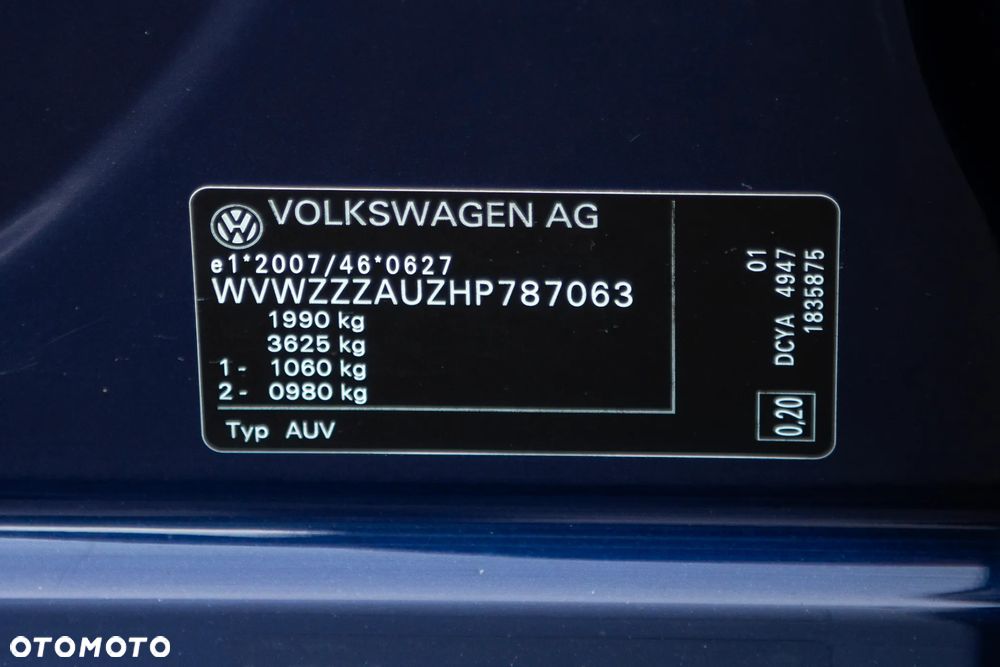 VOLKSWAGEN AG
e1*2007/46*0627
WVWZZZAUZHP787063
1990 kg
3625 kg
1- 1060 kg
2- 0980 kg
Typ AUV
01
DCYA 4947
1835875
0,20
OTOMOTO